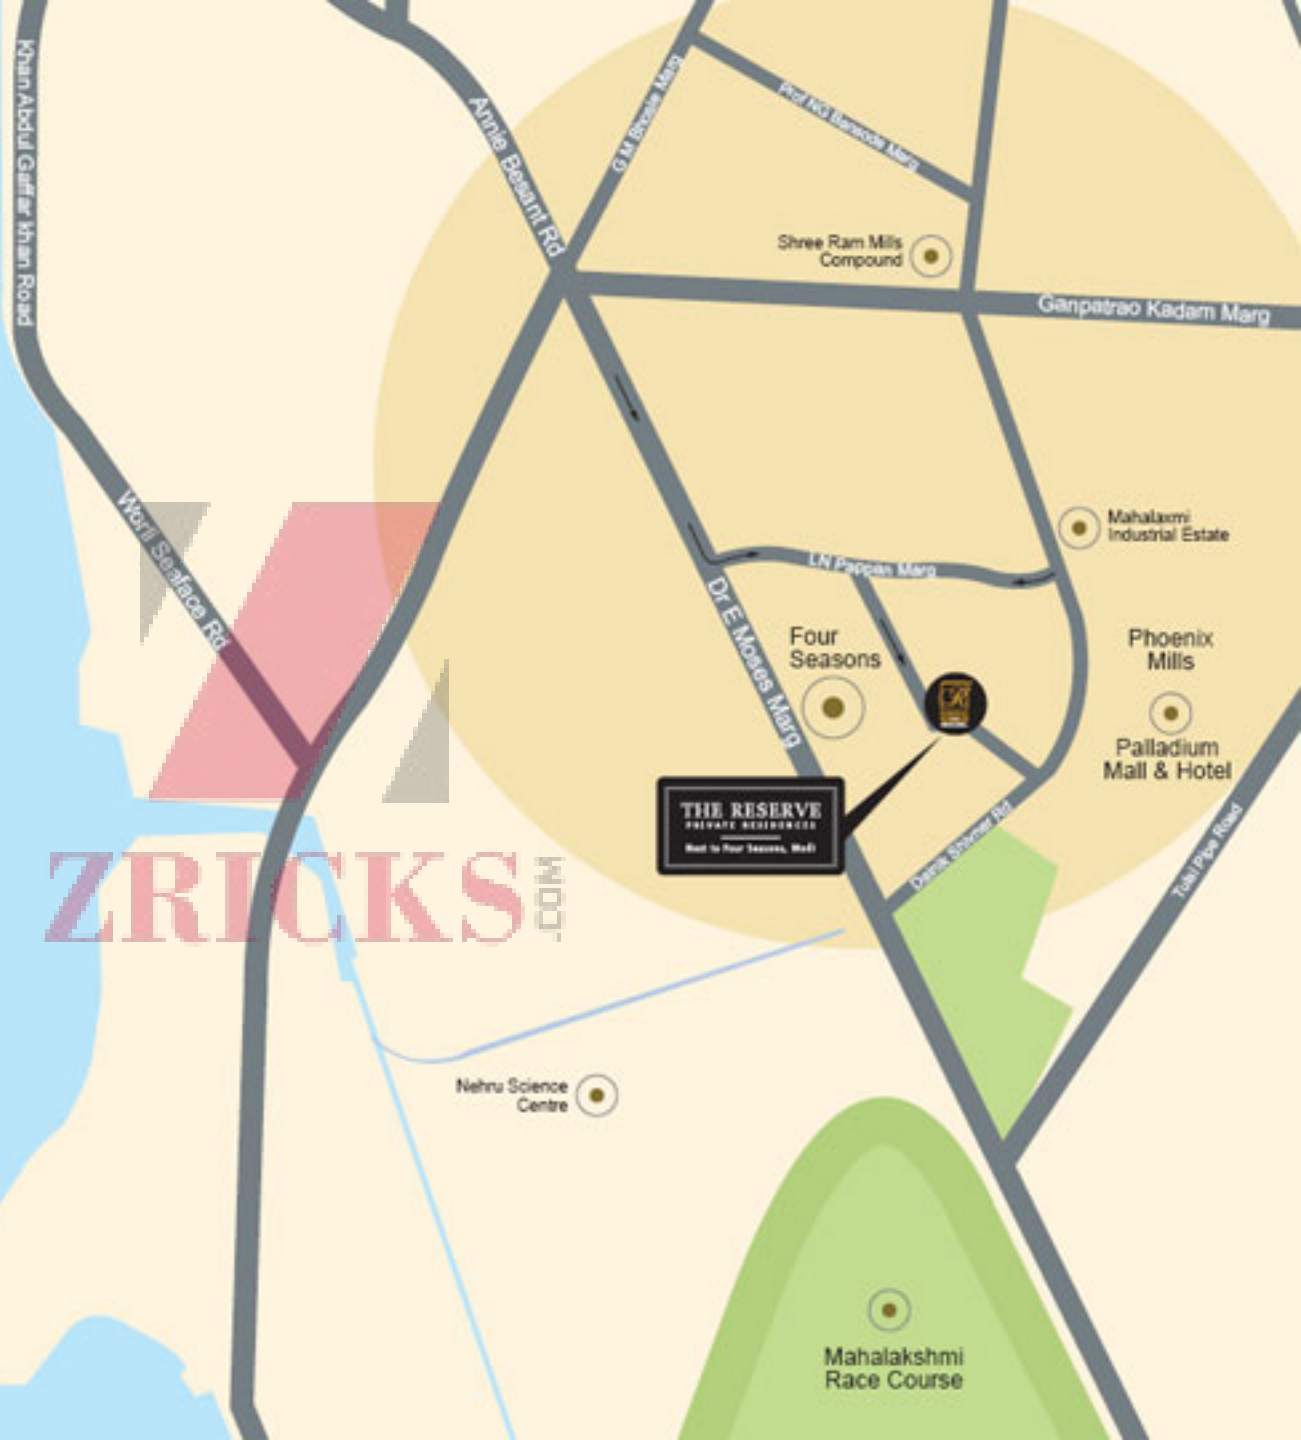 Khan Abdul Gaffar khan Road
Annie Besant Rd
G M Bhosle Marg
Prof NG Bansode Marg
Shree Ram Mills
Compound
Ganpatrao Kadam Marg
Worli Seaface Rd
Mahalaxmi
Industrial Estate
LN Pappan Marg
Dr E Moses Marg
Four
Seasons
Phoenix
Mills
Palladium
Mall & Hotel
THE RESERVE
PRIVATE RESIDENCES
Next to Four Seasons, Worli
Dainik Shivner Rd
Tulsi Pipe Road
ZRICKS
.COM
Nehru Science
Centre
Mahalakshmi
Race Course